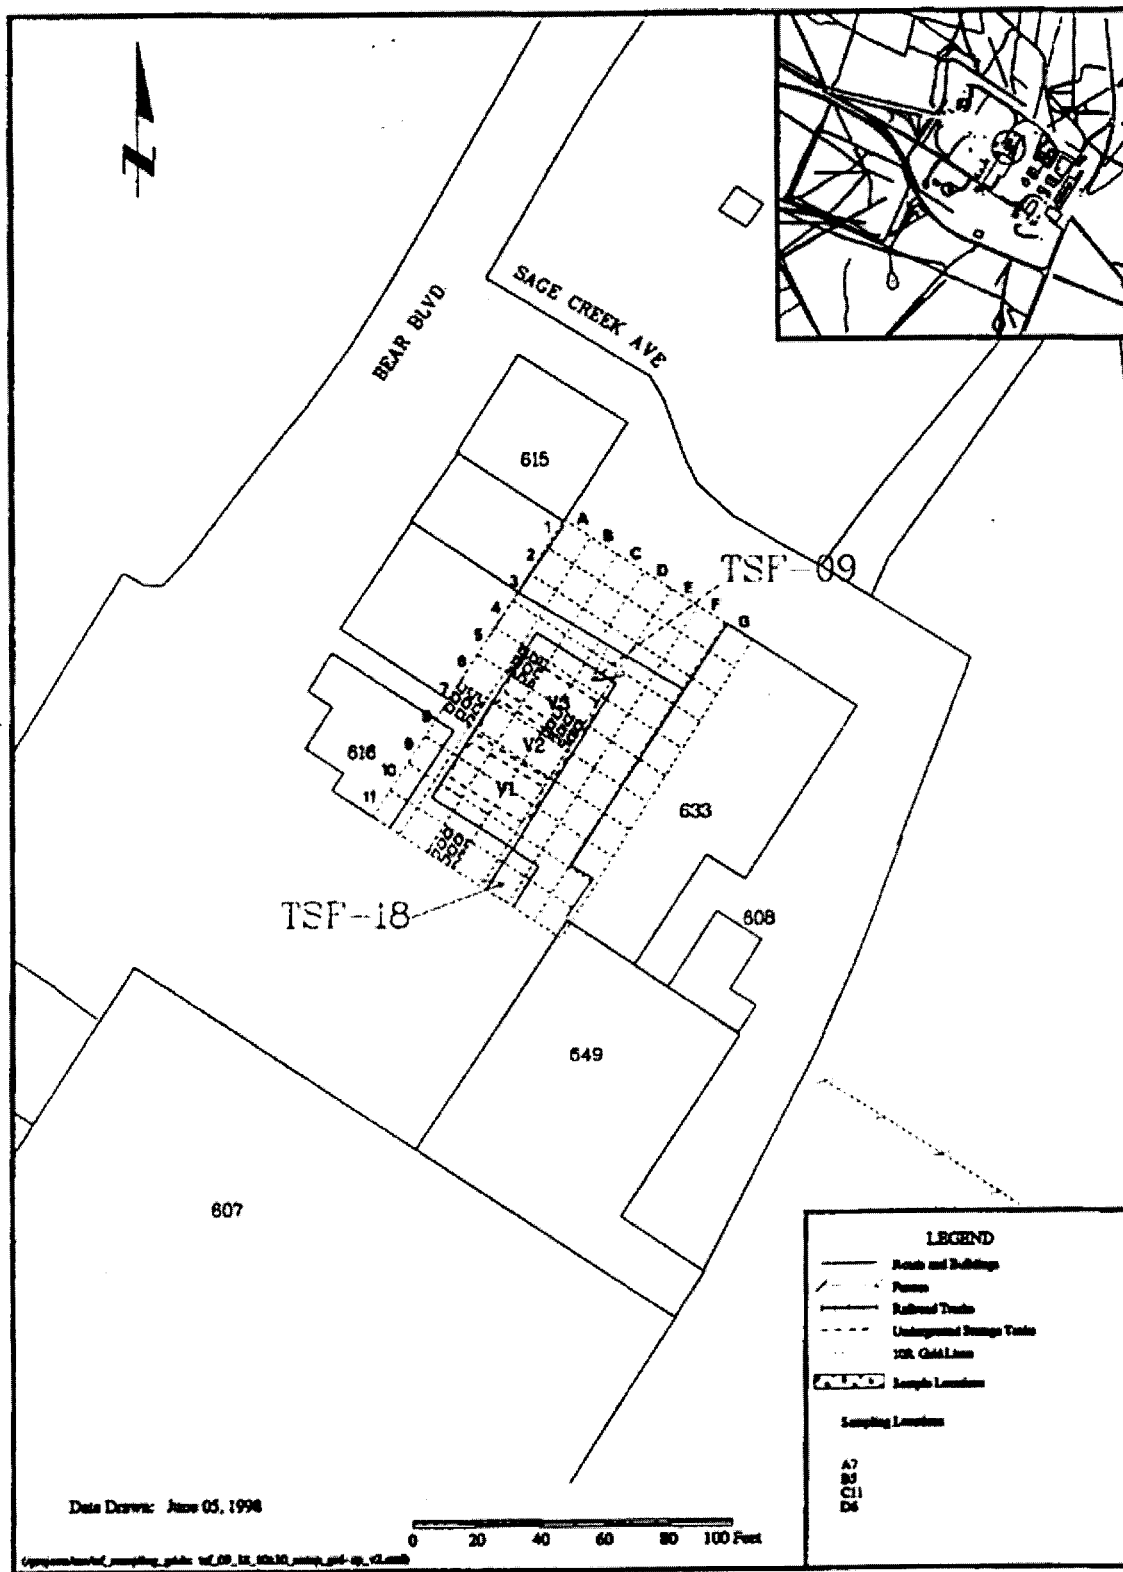 N
BEAR BLVD
SAGE CREEK AVE
615
1
2
3
4
5
6
7
8
9
10
11
A
B
C
D
E
F
G
TSF-09
V3
V2
V1
616
633
TSF-18
608
649
607
LEGEND
Roads and Buildings
Fences
Railroad Tracks
Underground Storage Tanks
10ft. Grid Lines
Sample Locations
Sampling Locations
A7
B5
C11
D6
Date Drawn: June 05, 1998
0 20 40 60 80 100 Feet